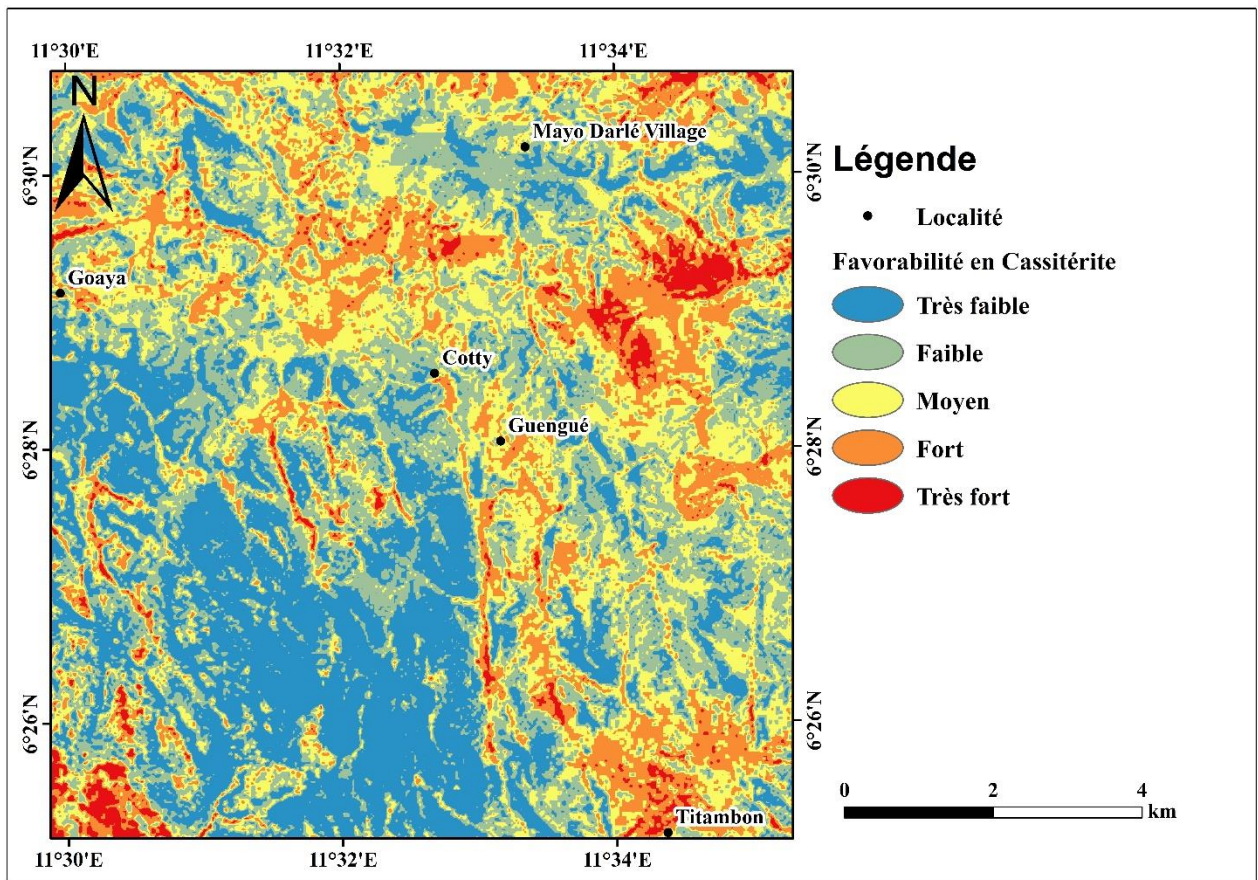 11°30'E 11°32'E 11°34'E
N
Mayo Darlé Village
6°30'N 6°30'N
Légende
Localité
Favorabilité en Cassitérite
Goaya
Très faible
Faible
Cotty
Moyen
Guengué
6°28'N 6°28'N
Fort
Très fort
6°26'N 6°26'N
0 2 4
km
Titambon
11°30'E 11°32'E 11°34'E